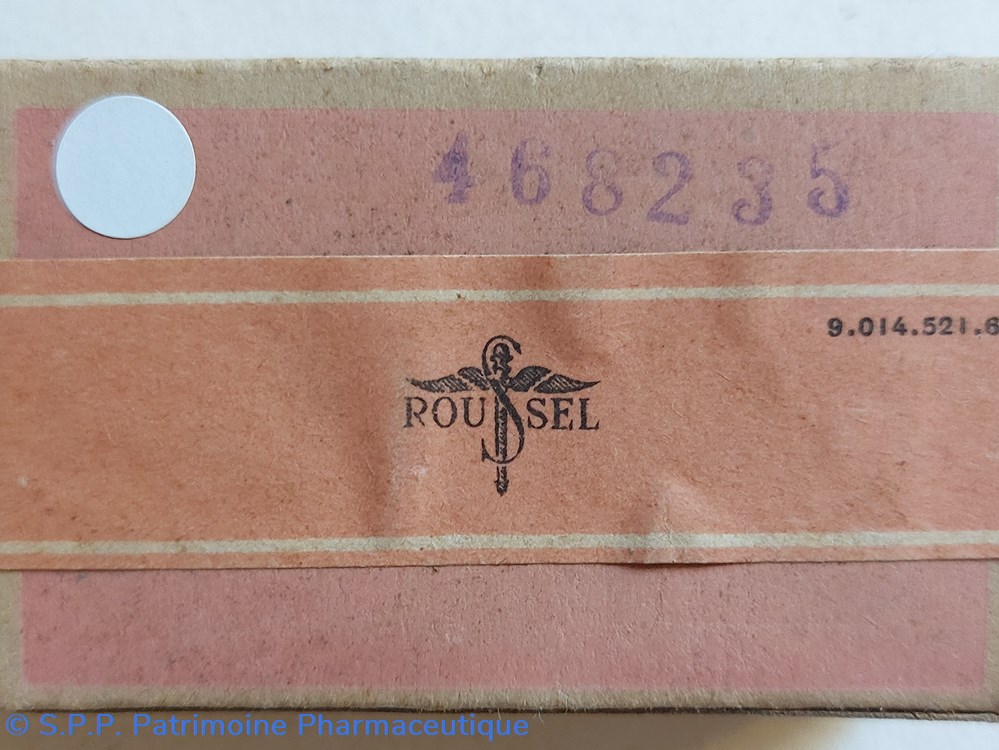 468235
9.014.521.6
ROUSSEL
© S.P.P. Patrimoine Pharmaceutique